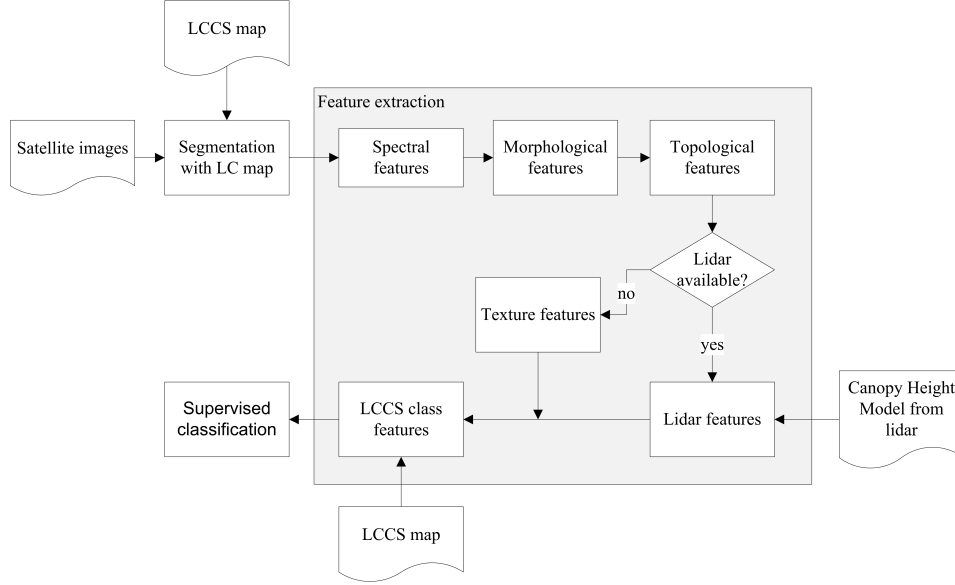 LCCS map
Feature extraction
Satellite images
Segmentation
with LC map
Spectral
features
Morphological
features
Topological
features
Lidar
available?
no
Texture features
yes
Supervised
classification
LCCS class
features
Lidar features
Canopy Height
Model from
lidar
LCCS map